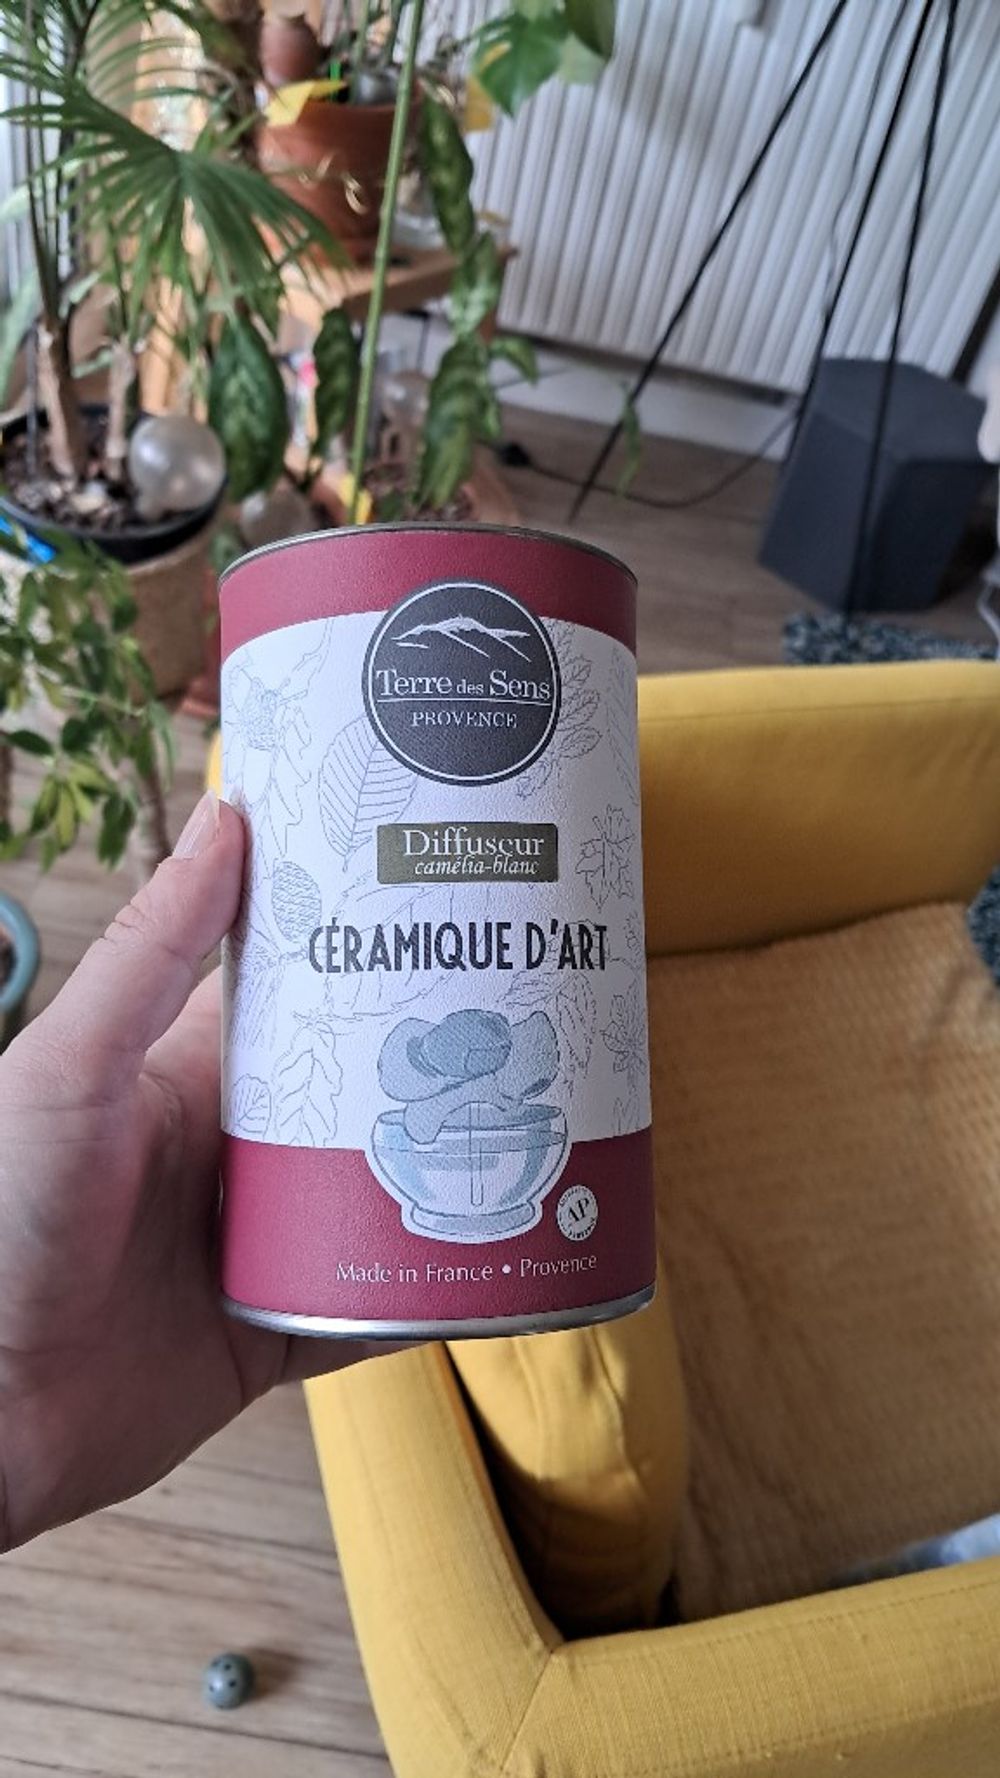 Terre des Sens
PROVENCE
Diffuseur
camélia-blanc
CÉRAMIQUE D'ART
AP
Made in France • Provence